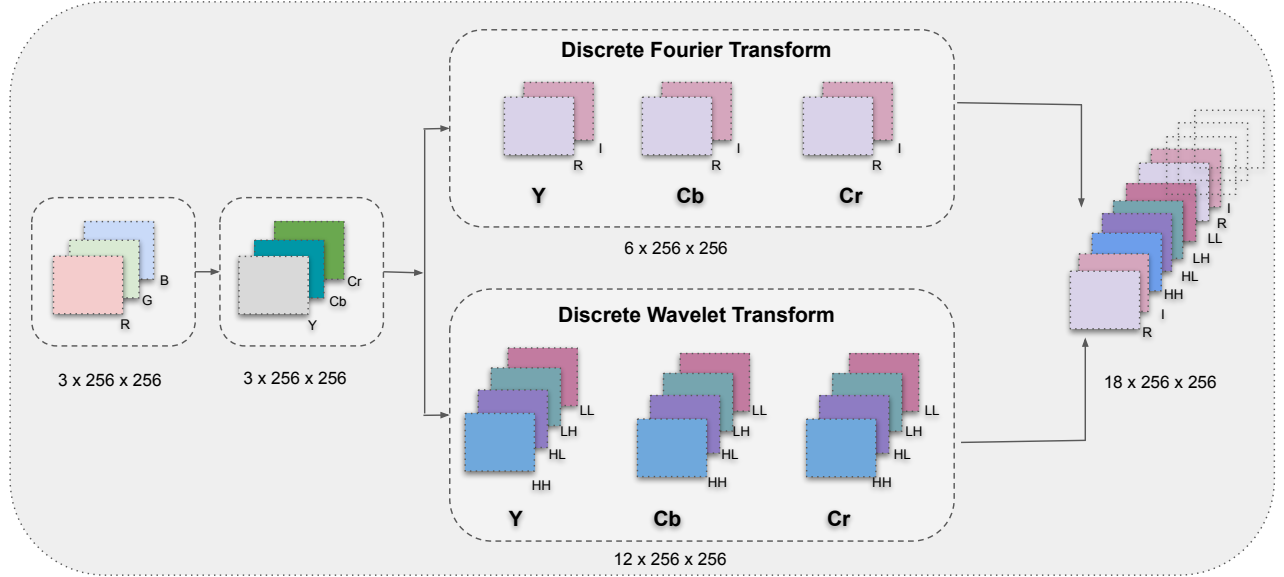 Discrete Fourier Transform
I
R
Y
I
R
Cb
I
R
Cr
6 x 256 x 256
B
G
R
3 x 256 x 256
Cr
Cb
Y
3 x 256 x 256
Discrete Wavelet Transform
LL
LH
HL
HH
Y
LL
LH
HL
HH
Cb
LL
LH
HL
HH
Cr
12 x 256 x 256
I
R
LL
LH
HL
HH
I
R
18 x 256 x 256